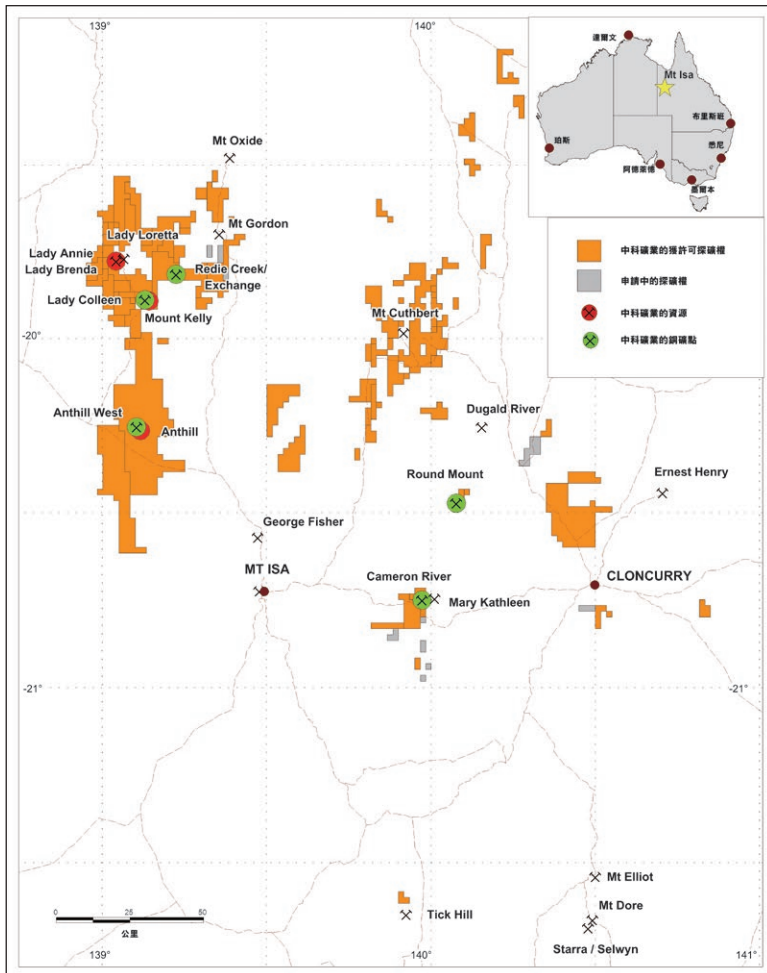 139°
140°
達爾文
Mt Isa
布里斯班
悉尼
珀斯
阿德萊德
墨爾本
Mt Oxide
Mt Gordon
Lady Loretta
Lady Annie
Lady Brenda
Redie Creek/
Exchange
Lady Colleen
Mount Kelly
中科礦業的獲許可探礦權
申請中的探礦權
中科礦業的資源
中科礦業的銅礦點
Mt Cuthbert
-20°
Anthill West
Anthill
Dugald River
Round Mount
Ernest Henry
George Fisher
MT ISA
Cameron River
Mary Kathleen
CLONCURRY
-21°
-21°
Mt Elliot
Mt Dore
Starra / Selwyn
Tick Hill
0
25
50
公里
139°
140°
141°